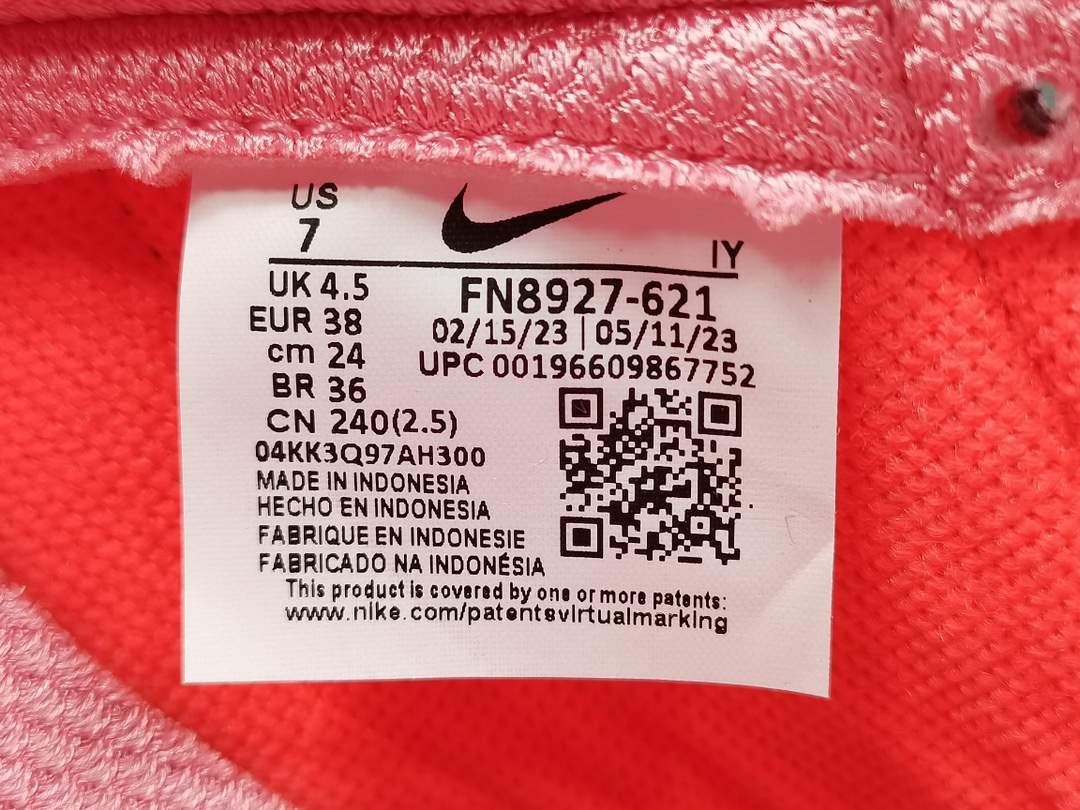 US
7
IY
UK 4.5
EUR 38
cm 24
BR 36
CN 240(2.5)
FN8927-621
02/15/23 | 05/11/23
UPC 00196609867752
04KK3Q97AH300
MADE IN INDONESIA
HECHO EN INDONESIA
FABRIQUE EN INDONESIE
FABRICADO NA INDONÉSIA
This product is covered by one or more patents:
www.nike.com/patentsvirtualmarking